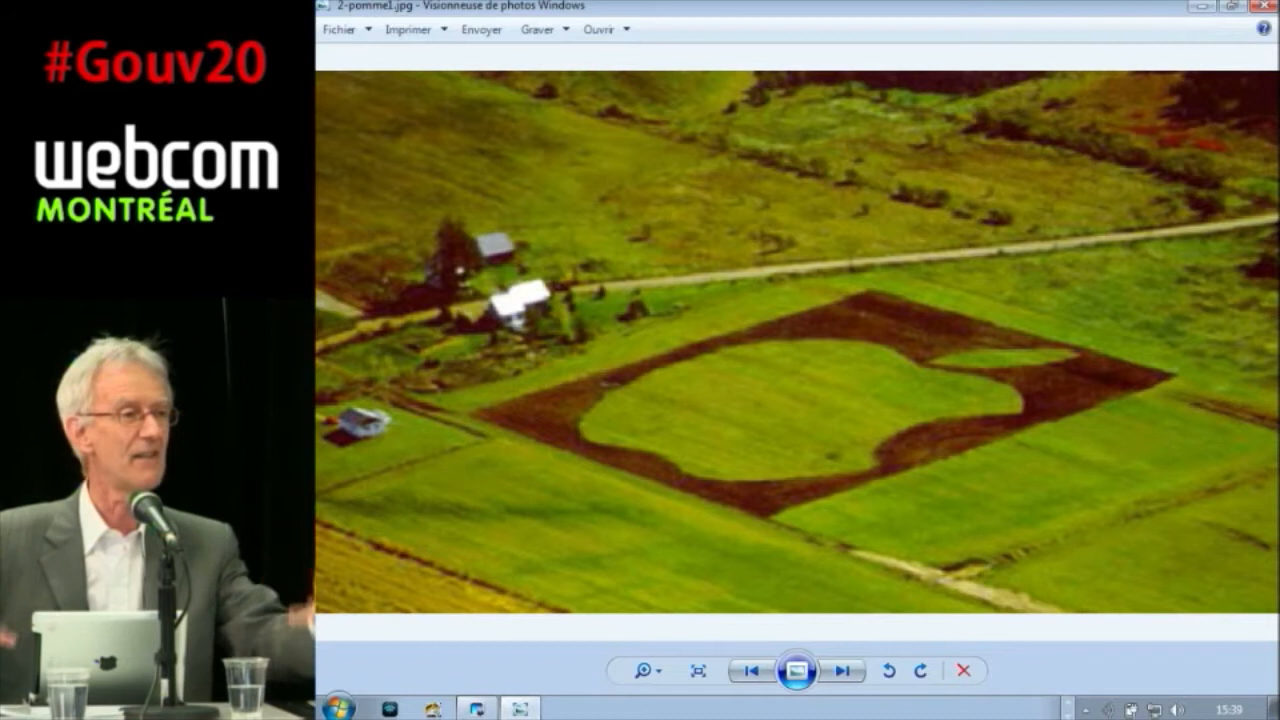 #Gouv20
webcom
MONTRÉAL
2-pomme1.jpg - Visionneuse de photos Windows
Fichier Imprimer Envoyer Graver Ouvrir
15:39